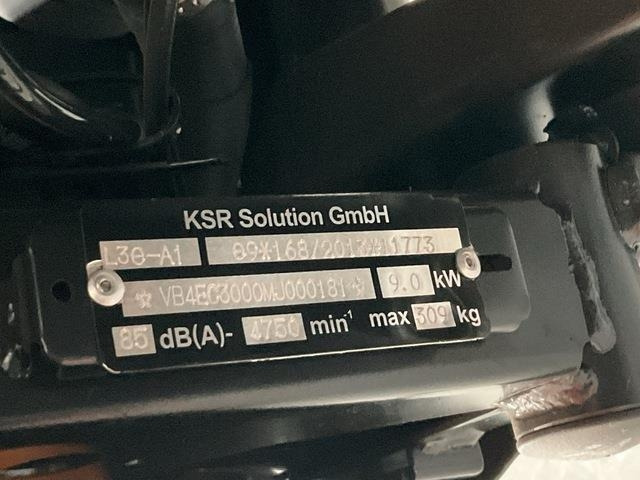 KSR Solution GmbH
L3e-A1 e9*168/2013*11773
☆ VB4EC3000MJ000181 ☆ 9.0 kW
85 dB(A)- 4750 min⁻¹ max 309 kg